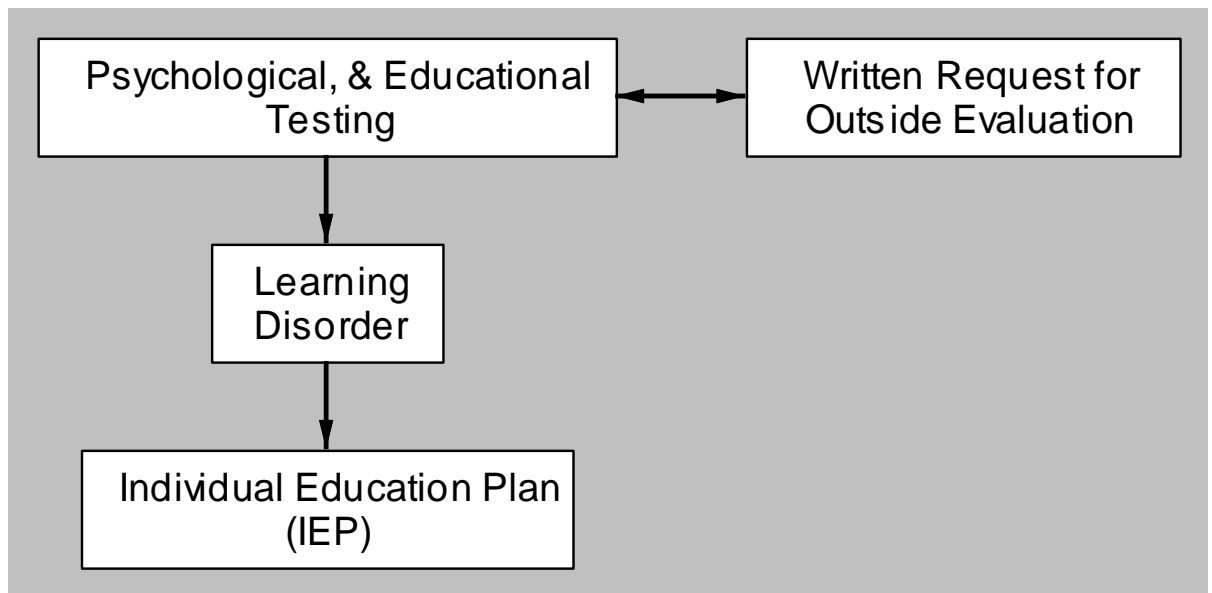 Psychological, & Educational
Testing
Written Request for
Outside Evaluation
Learning
Disorder
Individual Education Plan
(IEP)